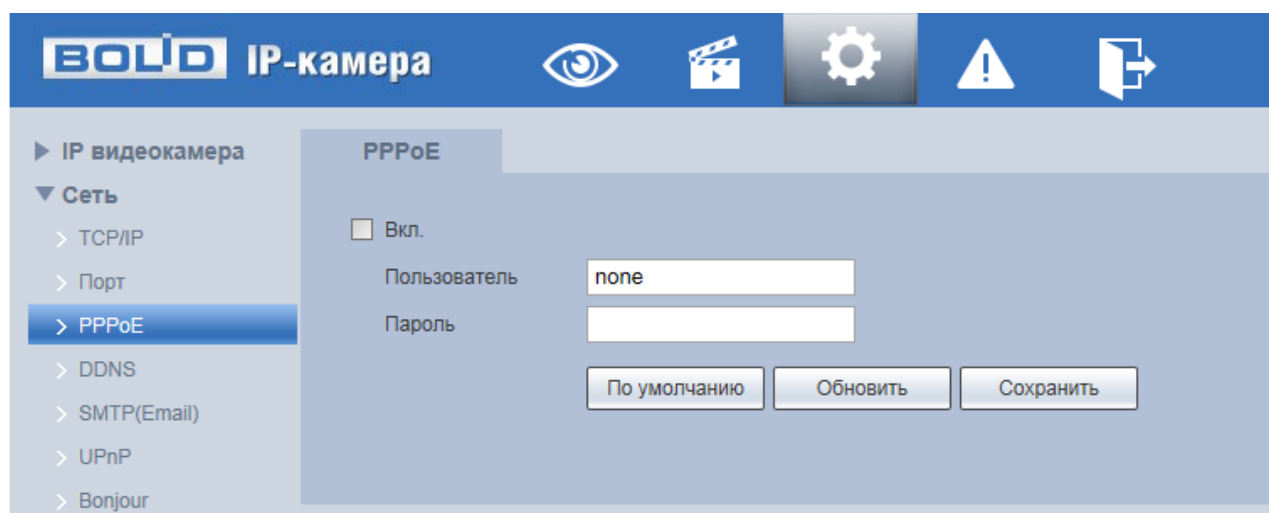 BOLID IP-камера
IP видеокамера
Сеть
TCP/IP
Порт
PPPoE
DDNS
SMTP(Email)
UPnP
Bonjour
PPPoE
Вкл.
Пользователь none
Пароль
По умолчанию Обновить Сохранить